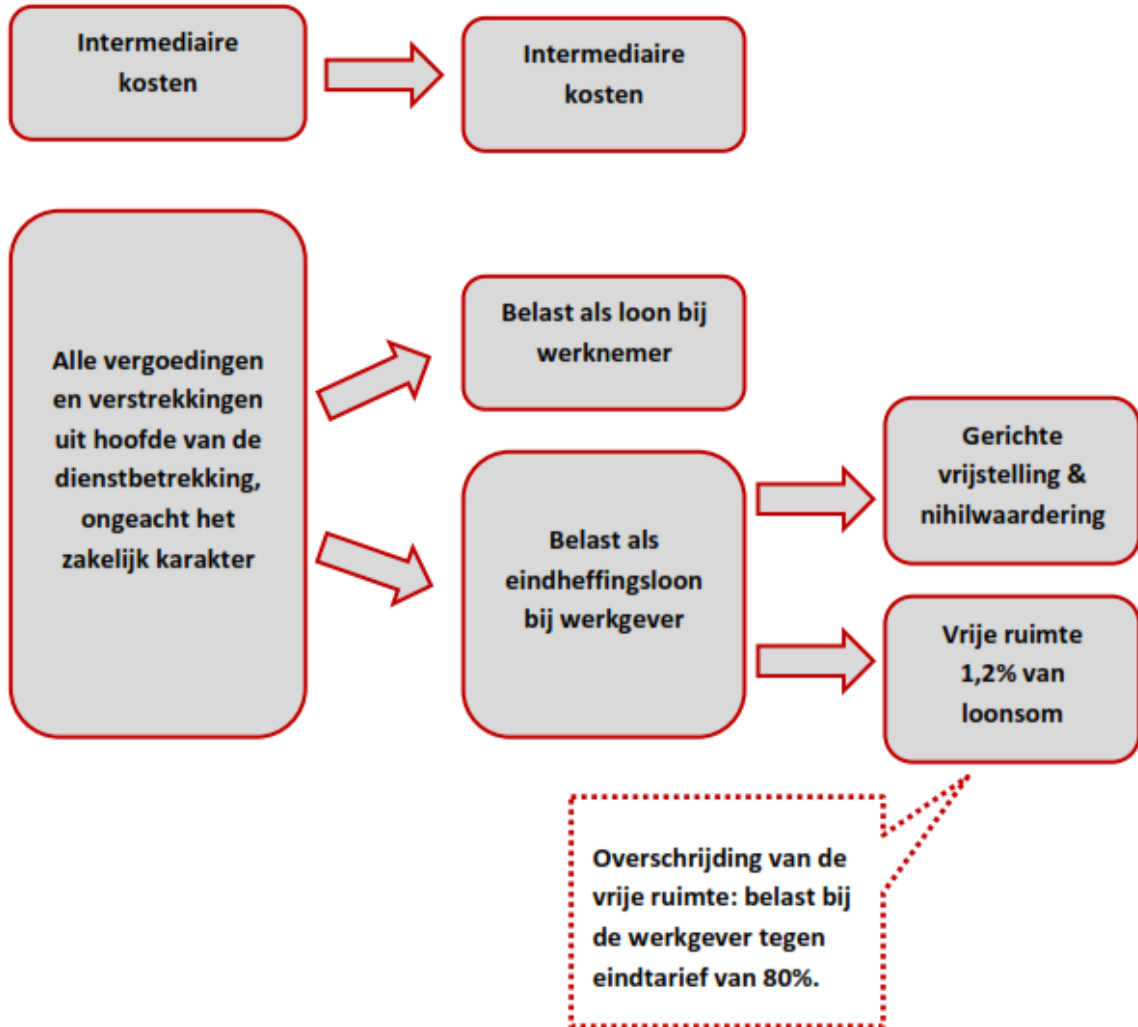 Intermediaire
kosten
Intermediaire
kosten
Alle vergoedingen
en verstrekkingen
uit hoofde van de
dienstbetrekking,
ongeacht het
zakelijk karakter
Belast als loon bij
werknemer
Belast als
eindheffingsloon
bij werkgever
Gerichte
vrijstelling &
nihilwaardering
Vrije ruimte
1,2% van
loonsom
Overschrijding van de
vrije ruimte: belast bij
de werkgever tegen
eindtarief van 80%.